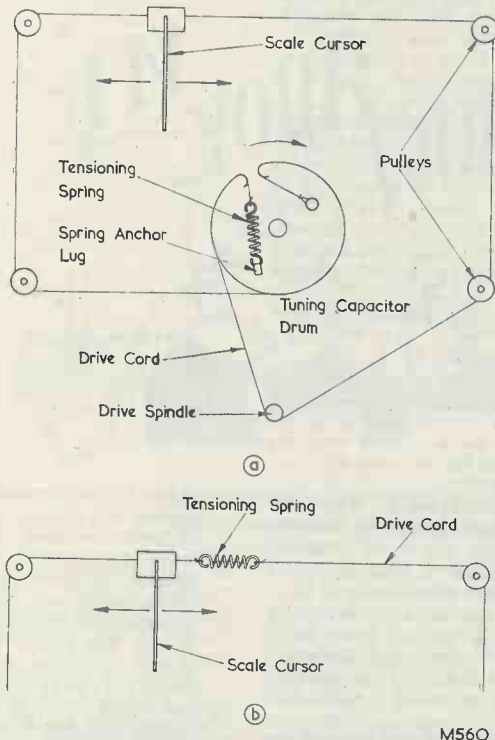 Scale Cursor
Tensioning
Spring
Pulleys
Spring Anchor
Lug
Tuning Capacitor
Drum
Drive Cord
Drive Spindle
a
Tensioning Spring
Drive Cord
Scale Cursor
b
M560